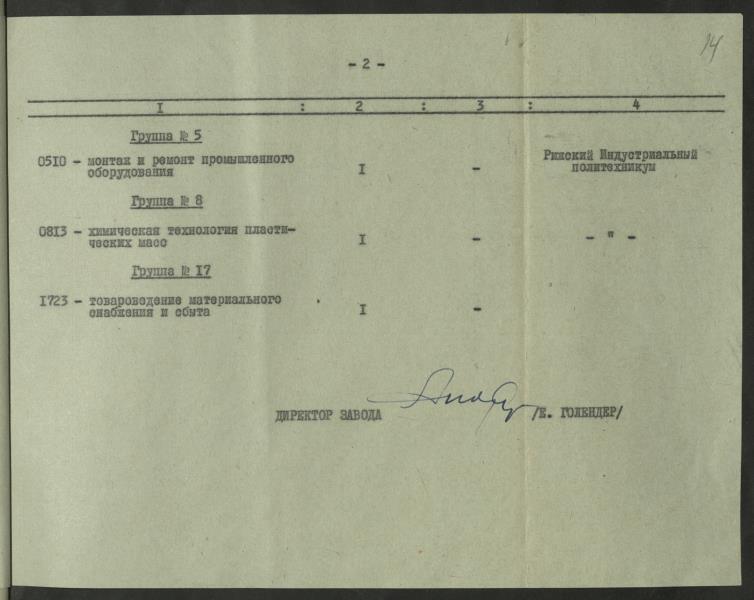 14
- 2 -
I : 2 : 3 : 4
Группа № 5
0510 - монтаж и ремонт промышленного I - Рижский Индустриальный
оборудования политехникум
Группа № 8
0813 - химическая технология пласти- I - - " -
ческих масс
Группа № 17
1723 - товароведение материального I -
снабжения и сбыта
ДИРЕКТОР ЗАВОДА /Е. ГОЛЕНДЕР/